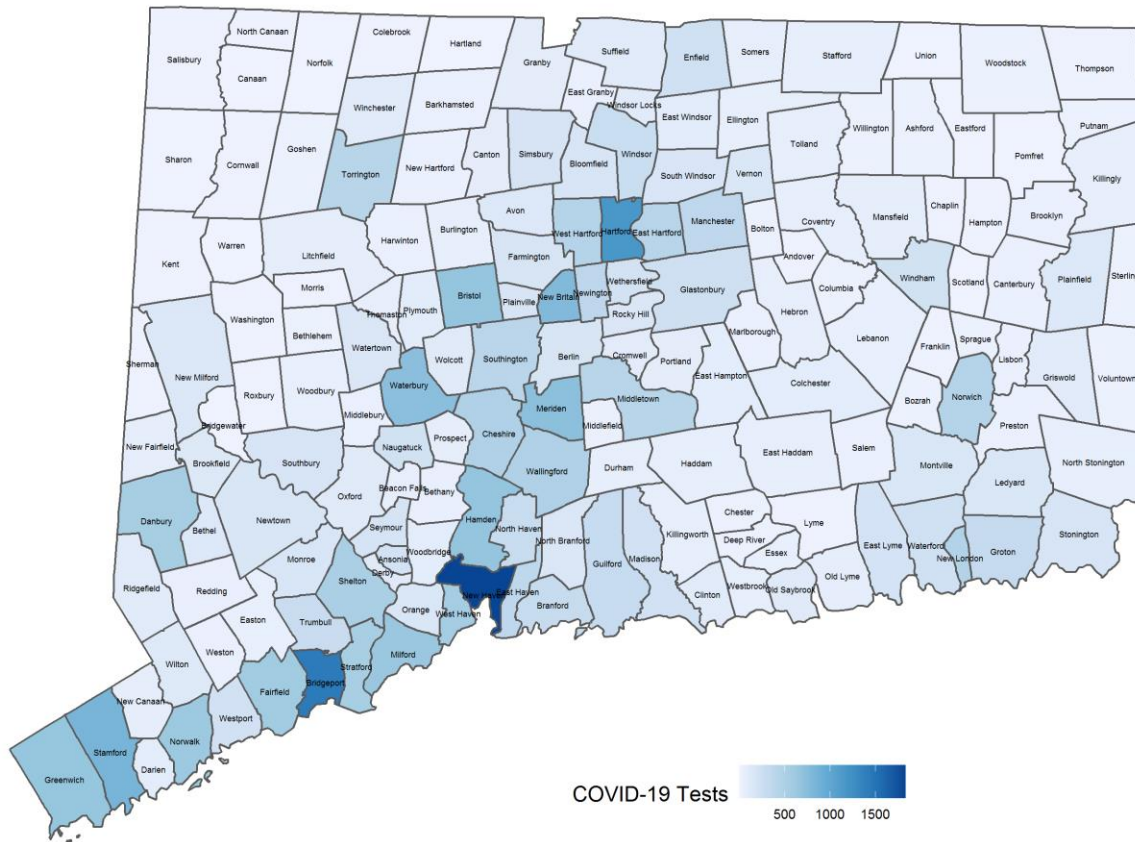 North Canaan
Colebrook
Hartland
Suffield
Enfield
Somers
Stafford
Union
Woodstock
Thompson
Salisbury
Canaan
Norfolk
Granby
East Granby
Windsor Locks
Winchester
Barkhamsted
East Windsor
Ellington
Willington
Ashford
Eastford
Putnam
Sharon
Cornwall
Goshen
Torrington
New Hartford
Canton
Simsbury
Bloomfield
Windsor
South Windsor
Vernon
Tolland
Pomfret
Killingly
Avon
West Hartford
Hartford
East Hartford
Manchester
Bolton
Coventry
Mansfield
Chaplin
Hampton
Brooklyn
Kent
Warren
Litchfield
Harwinton
Burlington
Farmington
Andover
Columbia
Windham
Scotland
Canterbury
Plainfield
Sterlin
Morris
Bristol
Plainville
New Britain
Newington
Wethersfield
Rocky Hill
Glastonbury
Hebron
Marlborough
Lebanon
Washington
Bethlehem
Thomaston
Plymouth
Watertown
Wolcott
Southington
Berlin
Cromwell
Portland
East Hampton
Colchester
Franklin
Sprague
Lisbon
Griswold
Voluntown
Sherman
New Milford
Roxbury
Woodbury
Waterbury
Middlebury
Meriden
Middlefield
Middletown
Bozrah
Norwich
Preston
Bridgewater
New Fairfield
Brookfield
Southbury
Naugatuck
Prospect
Cheshire
Wallingford
Durham
Haddam
East Haddam
Salem
Montville
North Stonington
Danbury
Bethel
Newtown
Oxford
Beacon Falls
Bethany
Hamden
North Haven
Ledyard
Seymour
Woodbridge
North Branford
Guilford
Madison
Killingworth
Chester
Deep River
Essex
Lyme
East Lyme
Waterford
New London
Groton
Stonington
Monroe
Ansonia
Derby
Shelton
Ridgefield
Redding
Orange
New Haven
East Haven
West Haven
Branford
Clinton
Westbrook
Old Saybrook
Old Lyme
Easton
Trumbull
Weston
Wilton
Milford
Stratford
Bridgeport
Fairfield
New Canaan
Westport
Norwalk
Stamford
Darien
Greenwich
COVID-19 Tests
500 1000 1500